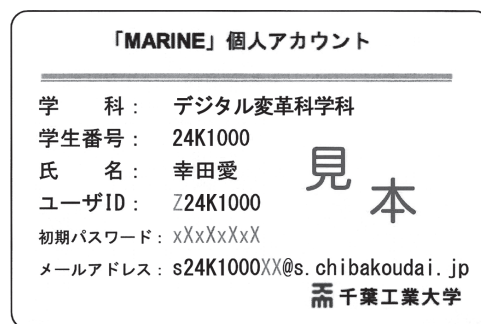 「MARINE」個人アカウント
学　　科： デジタル変革科学科
学生番号： 24K1000
氏　　名： 幸田愛
ユーザID： Z24K1000
初期パスワード： xXxXxXxX
メールアドレス： s24K1000XX@s.chibakoudai.jp
見本
千葉工業大学